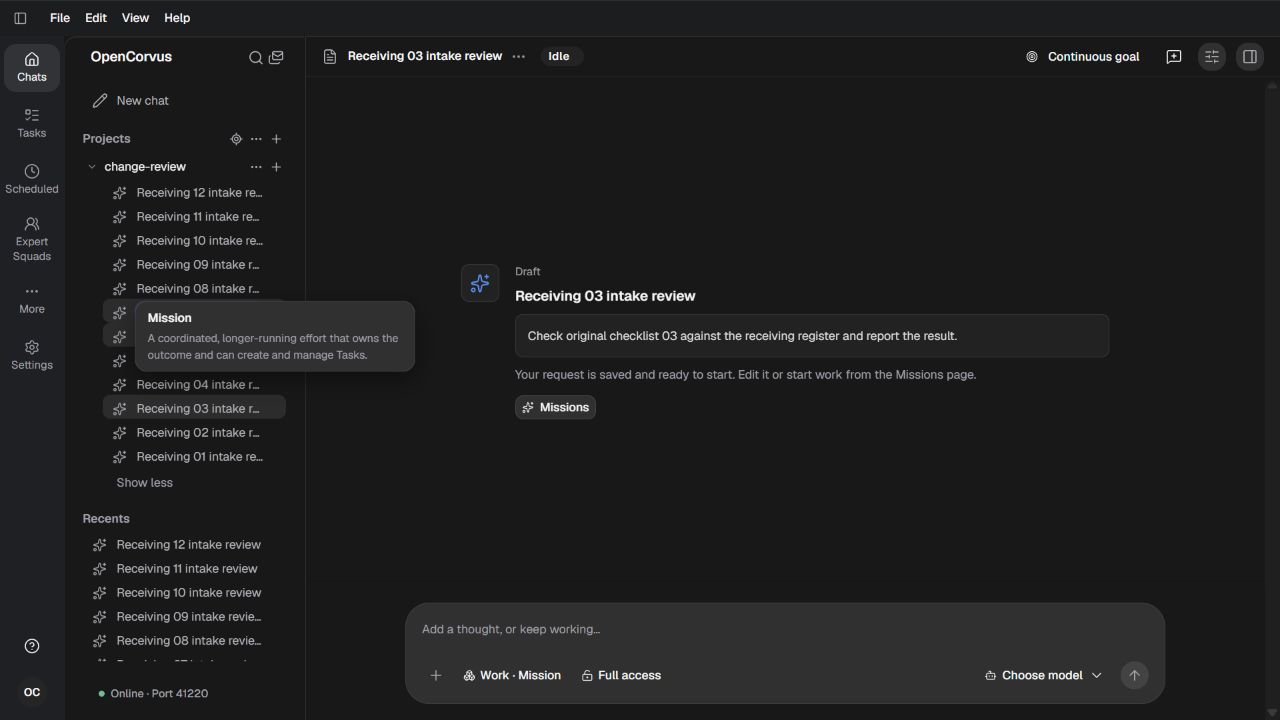 File Edit View Help
Chats
Tasks
Scheduled
Expert
Squads
More
Settings
OC
OpenCorvus
New chat
Projects
change-review
Receiving 12 intake re...
Receiving 11 intake re...
Receiving 10 intake re...
Receiving 09 intake r...
Receiving 08 intake r...
Mission
A coordinated, longer-running effort that owns the
outcome and can create and manage Tasks.
Receiving 04 intake r...
Receiving 03 intake r...
Receiving 02 intake r...
Receiving 01 intake re...
Show less
Recents
Receiving 12 intake review
Receiving 11 intake review
Receiving 10 intake review
Receiving 09 intake revie...
Receiving 08 intake revie...
Online · Port 41220
Receiving 03 intake review ... Idle
Continuous goal
Draft
Receiving 03 intake review
Check original checklist 03 against the receiving register and report the result.
Your request is saved and ready to start. Edit it or start work from the Missions page.
Missions
Add a thought, or keep working...
Work · Mission Full access
Choose model